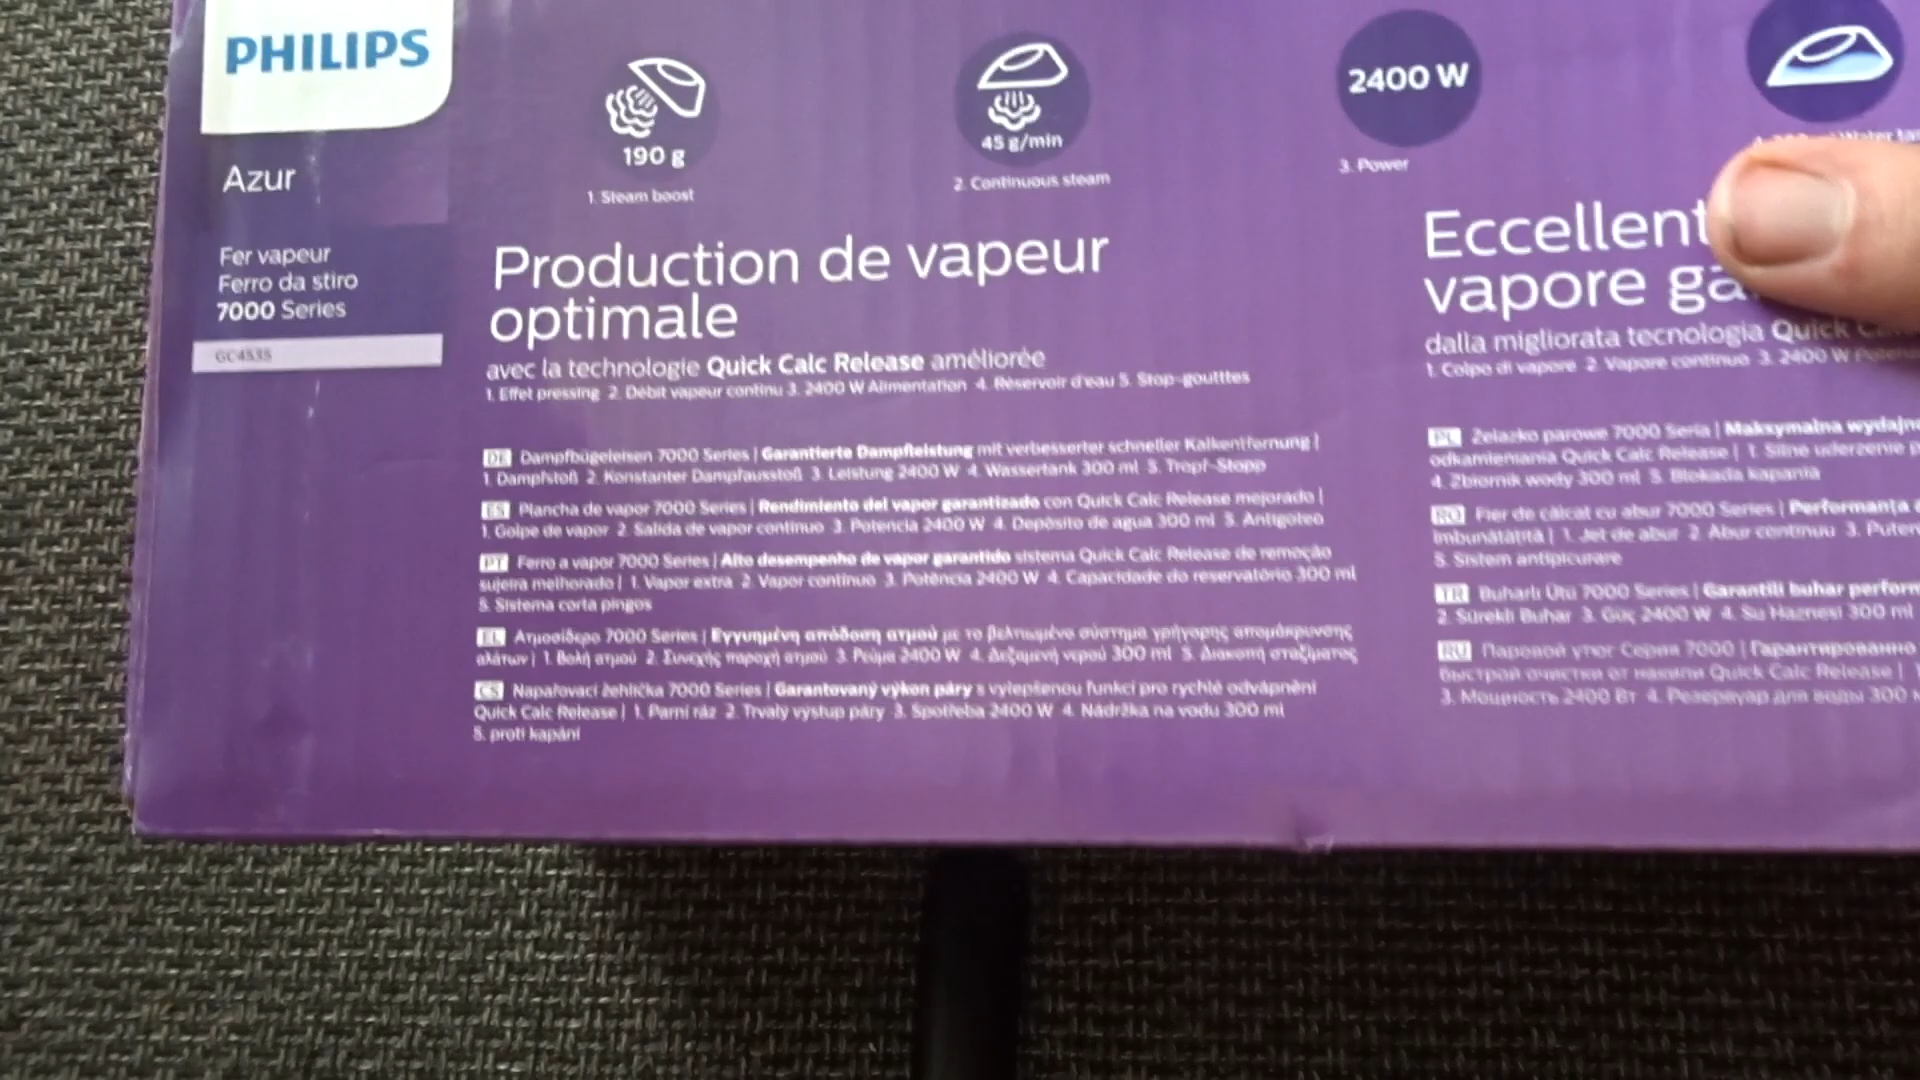 PHILIPS
Azur
Fer vapeur
Ferro da stiro
7000 Series
GC4535
190 g
1. Steam boost
45 g/min
2. Continuous steam
2400 W
3. Power
Production de vapeur
optimale
avec la technologie Quick Calc Release améliorée
1. Effet pressing 2. Débit vapeur continu 3. 2400 W Alimentation 4. Réservoir d'eau 5. Stop-gouttes
Eccellent
vapore ga
dalla migliorata tecnologia Quick
1. Colpo di vapore 2. Vapore continuo 3. 2400 W
DE Dampfbügeleisen 7000 Series | Garantierte Dampfleistung mit verbesserter schneller Kalkentfernung |
1. Dampfstoß 2. Konstanter Dampfausstoß 3. Leistung 2400 W 4. Wassertank 300 ml 5. Tropf-Stopp
ES Plancha de vapor 7000 Series | Rendimiento del vapor garantizado con Quick Calc Release mejorado |
1. Golpe de vapor 2. Salida de vapor continuo 3. Potencia 2400 W 4. Depósito de agua 300 ml 5. Antigoteo
PT Ferro a vapor 7000 Series | Alto desempenho de vapor garantido sistema Quick Calc Release de remoção
sujeira melhorado | 1. Vapor extra 2. Vapor contínuo 3. Potência 2400 W 4. Capacidade do reservatório 300 ml
5. Sistema corta pingos
EL Ατμοσίδερο 7000 Series | Εγγυημένη απόδοση ατμού με το βελτιωμένο σύστημα γρήγορης απομάκρυνσης
αλάτων | 1. Βολή ατμού 2. Συνεχής παροχή ατμού 3. Ρεύμα 2400 W 4. Δεξαμενή νερού 300 ml 5. Διακοπή σταξίματος
CS Napařovací žehlička 7000 Series | Garantovaný výkon páry s vylepšenou funkcí pro rychlé odvápnění
Quick Calc Release | 1. Parní ráz 2. Trvalý výstup páry 3. Spotřeba 2400 W 4. Nádržka na vodu 300 ml
5. proti kapání
PL Żelazko parowe 7000 Seria | Maksymalna
odkamieniania Quick Calc Release | 1. Silne uderzenie
4. Zbiornik wody 300 ml 5. Blokada kapania
RO Fier de călcat cu abur 7000 Series | Performanța
îmbunătățită | 1. Jet de abur 2. Abur continuu 3.
5. Sistem antipicurare
TR Buharlı Ütü 7000 Series | Garantili buhar
2. Sürekli Buhar 3. Güç 2400 W 4. Su Haznesi 300 ml
RU Паровой утюг Серия 7000 | Гарантированно
быстрой очистки от накипи Quick Calc Release |
3. Мощность 2400 Вт 4. Резервуар для воды 300